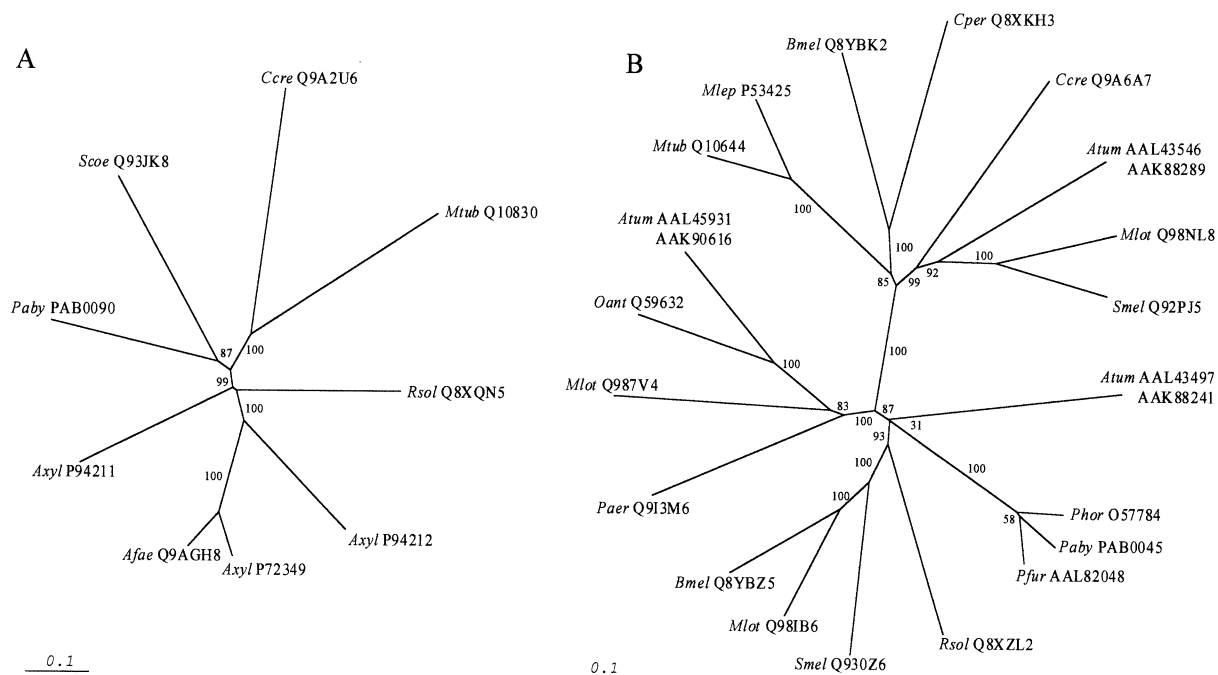 A
Ccre Q9A2U6
Scoe Q93JK8
Mtub Q10830
Paby PAB0090
87
100
99
Rsol Q8XQN5
100
Axyl P94211
100
Axyl P94212
Afae Q9AGH8
Axyl P72349
0.1
B
Cper Q8XKH3
Bmel Q8YBK2
Ccre Q9A6A7
Mlep P53425
Mtub Q10644
Atum AAL43546
AAK88289
100
Atum AAL45931
AAK90616
100
Mlot Q98NL8
100
85
99
92
Oant Q59632
Smel Q92PJ5
100
100
Mlot Q987V4
Atum AAL43497
AAK88241
83
87
100
31
93
100
100
Paer Q9I3M6
100
Phor O57784
58
Paby PAB0045
Pfur AAL82048
Bmel Q8YBZ5
Mlot Q98IB6
Rsol Q8XZL2
Smel Q930Z6
0.1